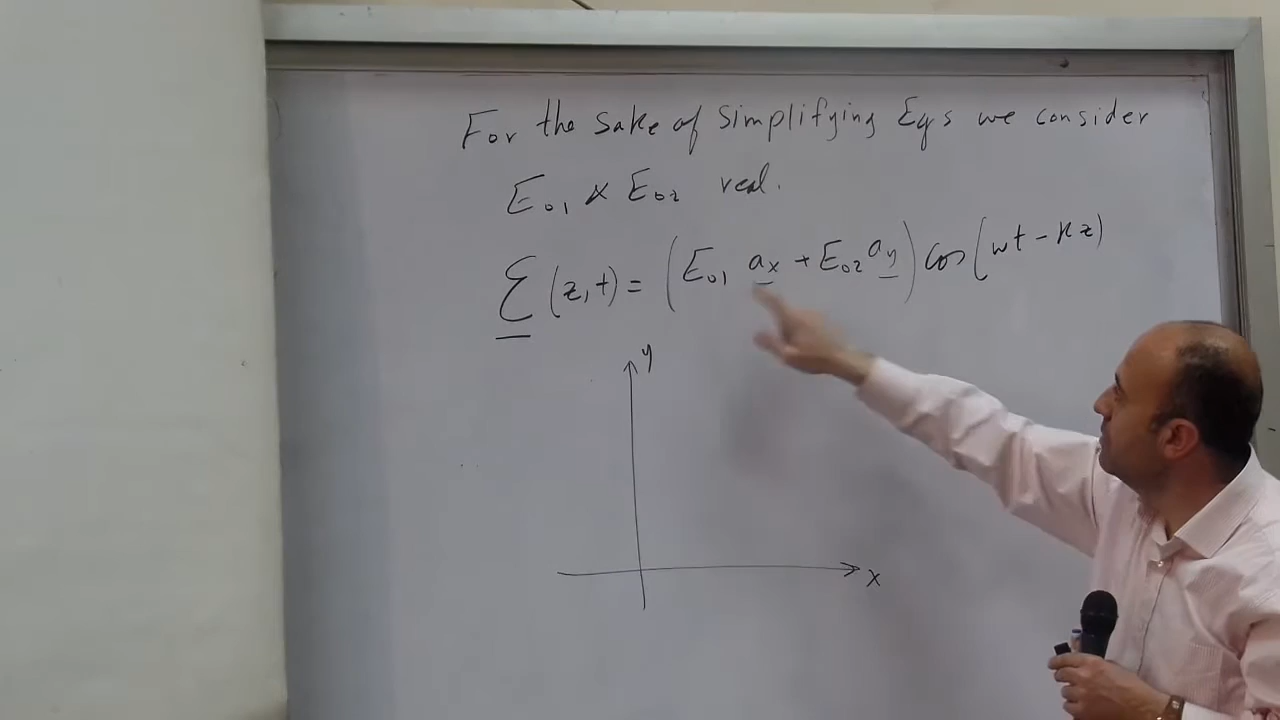 For the sake of simplifying Eqs we consider
E01 & E02 real.
ℰ(z,t) = (E01 ax + E02 ay) cos(wt - kz)
y
x